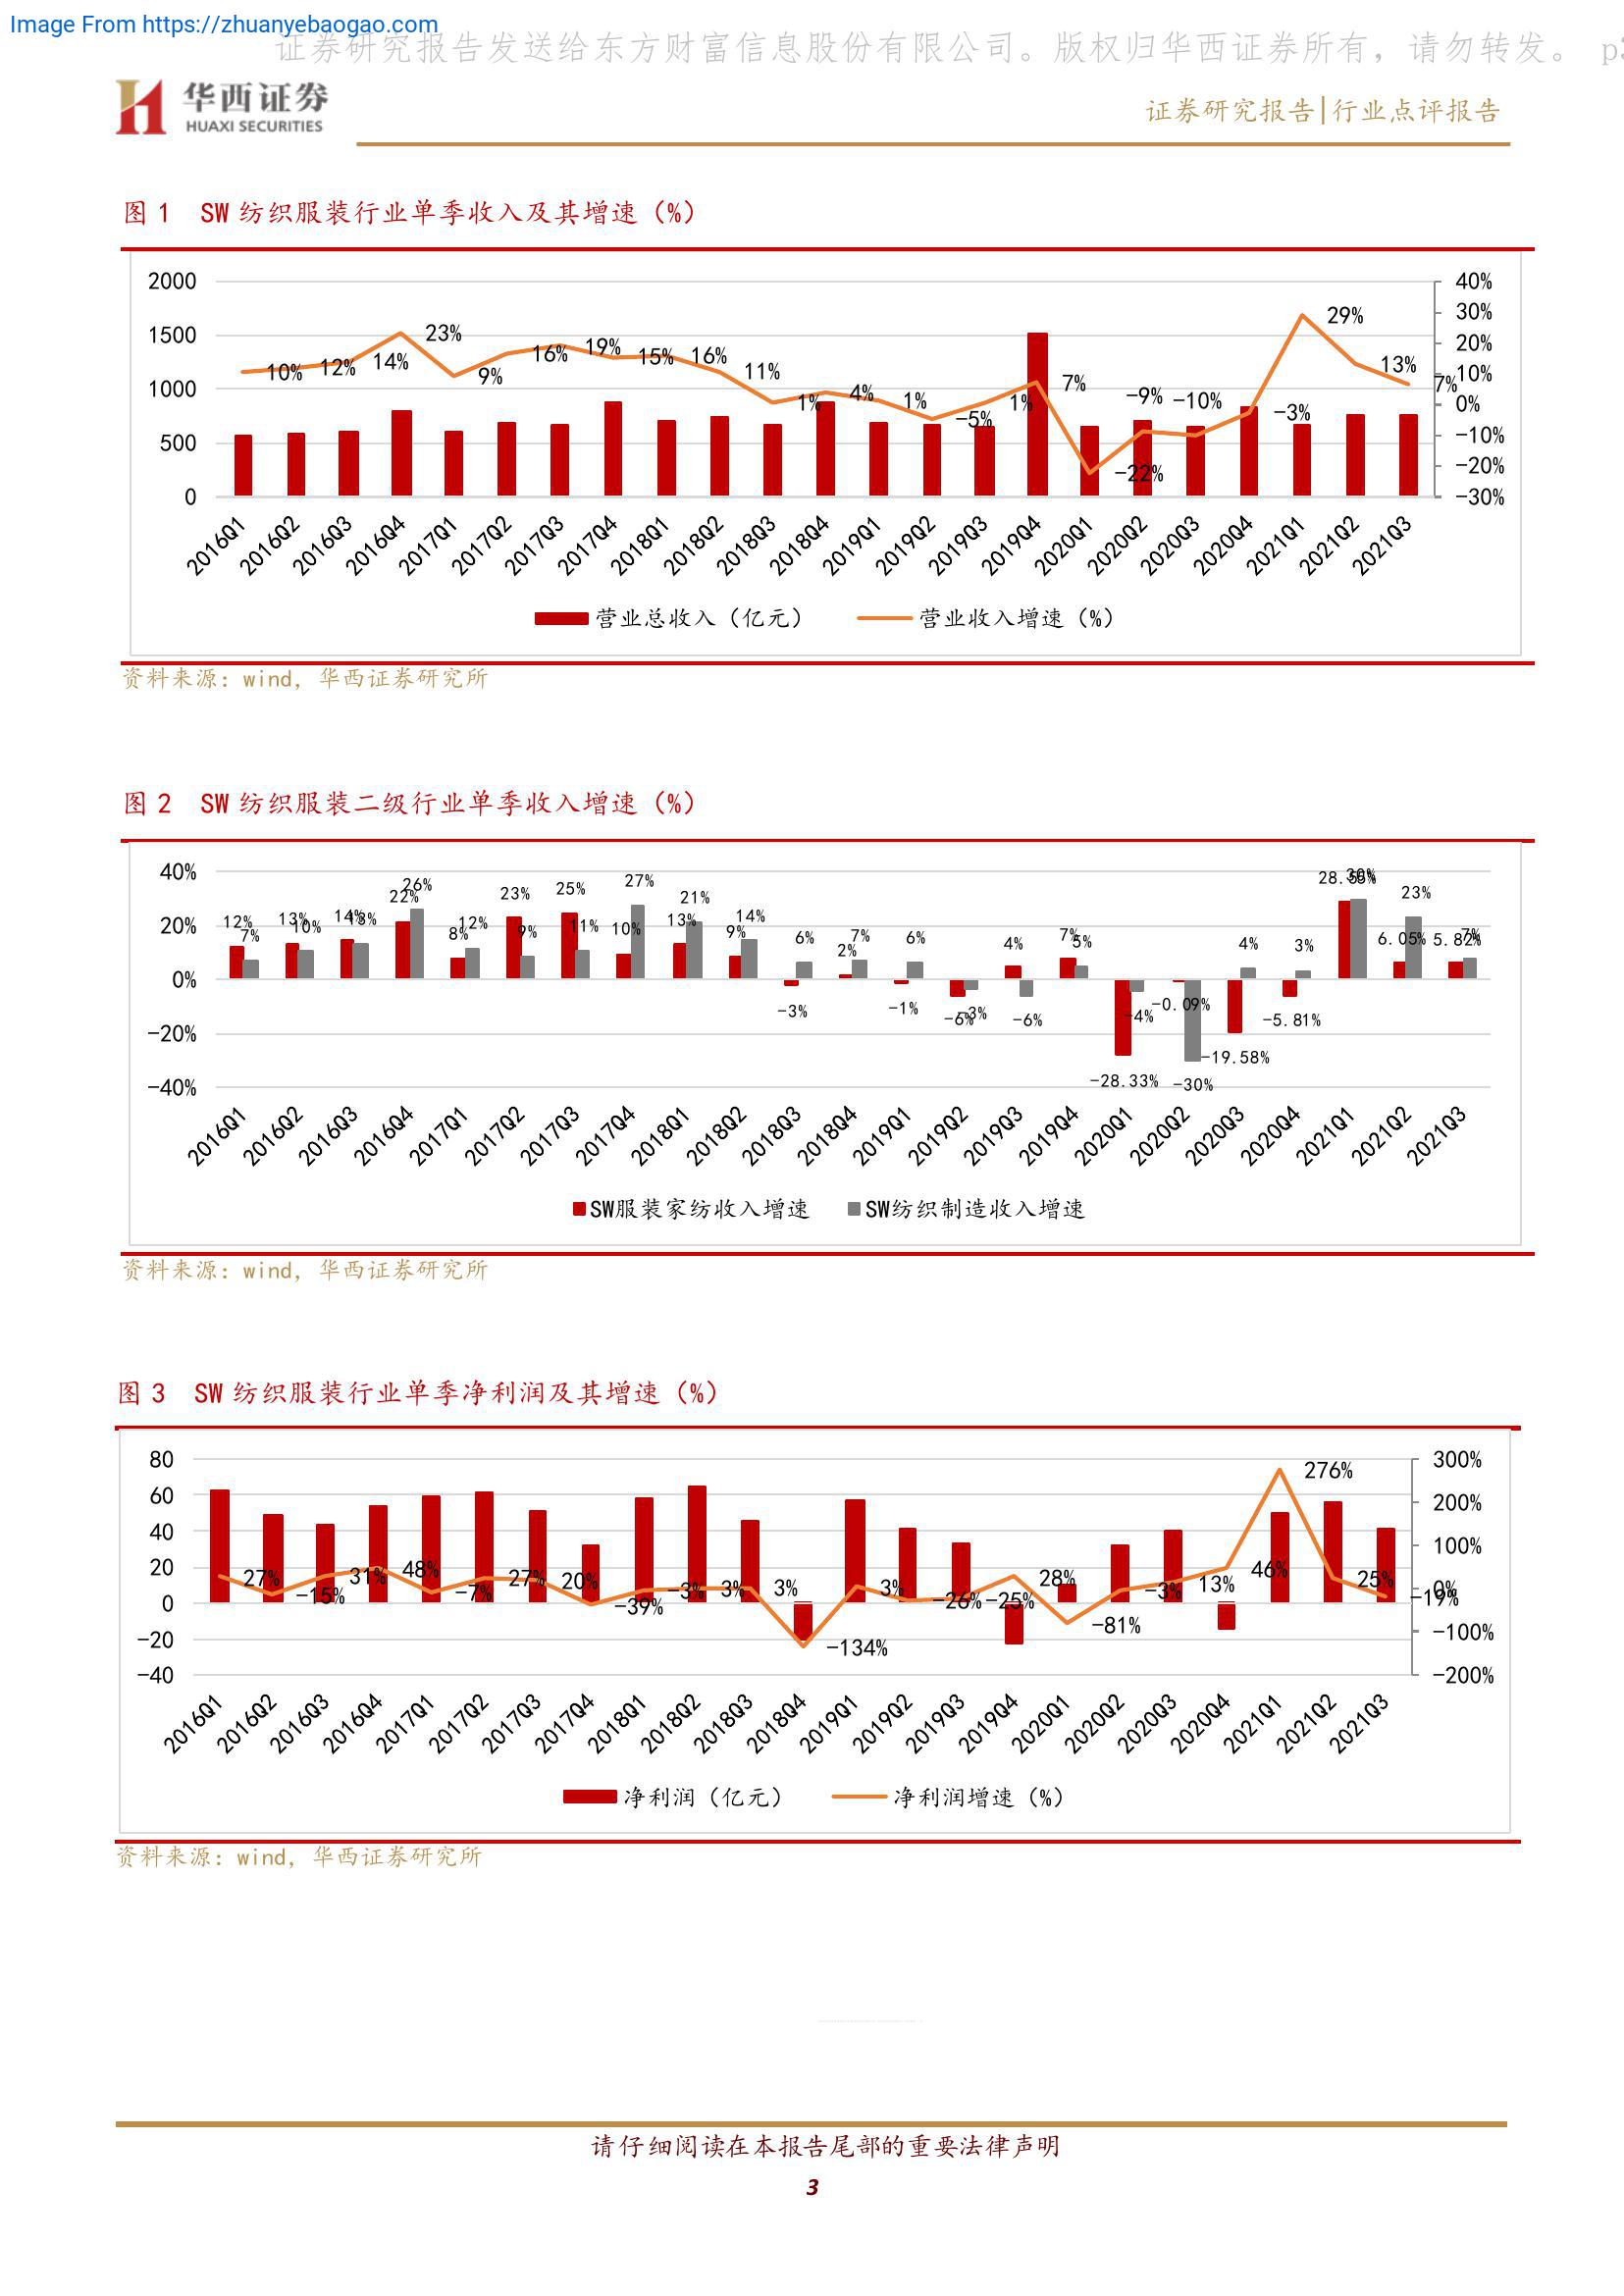 Image From https://zhuanyebaogao.com
证券研究报告发送给东方财富信息股份有限公司。版权归华西证券所有，请勿转发。 p3
华西证券
HUAXI SECURITIES
证券研究报告|行业点评报告
图 1 SW 纺织服装行业单季收入及其增速（%）
2000 1500 1000 500 0
40% 30% 20% 10% 0% -10% -20% -30%
10% 12% 14% 23% 9% 16% 19% 15% 16% 11% 1% 4% 1% -5% 1% 7% -22% -9% -10% -3% 29% 13% 7%
2016Q1 2016Q2 2016Q3 2016Q4 2017Q1 2017Q2 2017Q3 2017Q4 2018Q1 2018Q2 2018Q3 2018Q4 2019Q1 2019Q2 2019Q3 2019Q4 2020Q1 2020Q2 2020Q3 2020Q4 2021Q1 2021Q2 2021Q3
营业总收入（亿元） 营业收入增速（%）
资料来源：wind，华西证券研究所
图 2 SW 纺织服装二级行业单季收入增速（%）
40% 20% 0% -20% -40%
12% 13% 14% 22% 8% 23% 25% 10% 13% 9% -3% 2% -1% -6% 4% 7% -28.33% -0.09% -19.58% -5.81% 28.55% 6.05% 5.82%
7% 10% 13% 26% 12% 9% 11% 27% 21% 14% 6% 7% 6% -3% -6% 5% -4% -30% 4% 3% 30% 23% 7%
2016Q1 2016Q2 2016Q3 2016Q4 2017Q1 2017Q2 2017Q3 2017Q4 2018Q1 2018Q2 2018Q3 2018Q4 2019Q1 2019Q2 2019Q3 2019Q4 2020Q1 2020Q2 2020Q3 2020Q4 2021Q1 2021Q2 2021Q3
SW服装家纺收入增速 SW纺织制造收入增速
资料来源：wind，华西证券研究所
图 3 SW 纺织服装行业单季净利润及其增速（%）
80 60 40 20 0 -20 -40
300% 200% 100% 0% -100% -200%
27% -15% 31% 48% -7% 27% 20% -39% -3% 3% 3% -134% 3% -26% -25% 28% -81% -3% 13% 46% 276% 25% -19%
2016Q1 2016Q2 2016Q3 2016Q4 2017Q1 2017Q2 2017Q3 2017Q4 2018Q1 2018Q2 2018Q3 2018Q4 2019Q1 2019Q2 2019Q3 2019Q4 2020Q1 2020Q2 2020Q3 2020Q4 2021Q1 2021Q2 2021Q3
净利润（亿元） 净利润增速（%）
资料来源：wind，华西证券研究所
请仔细阅读在本报告尾部的重要法律声明
3